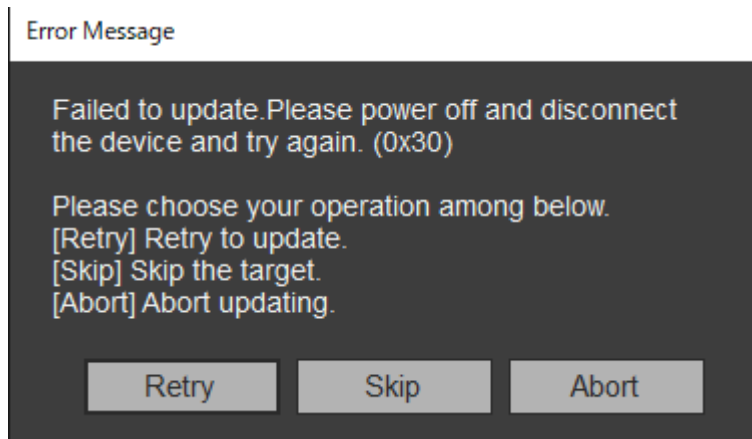 Error Message
Failed to update.Please power off and disconnect
the device and try again. (0x30)
Please choose your operation among below.
[Retry] Retry to update.
[Skip] Skip the target.
[Abort] Abort updating.
Retry Skip Abort